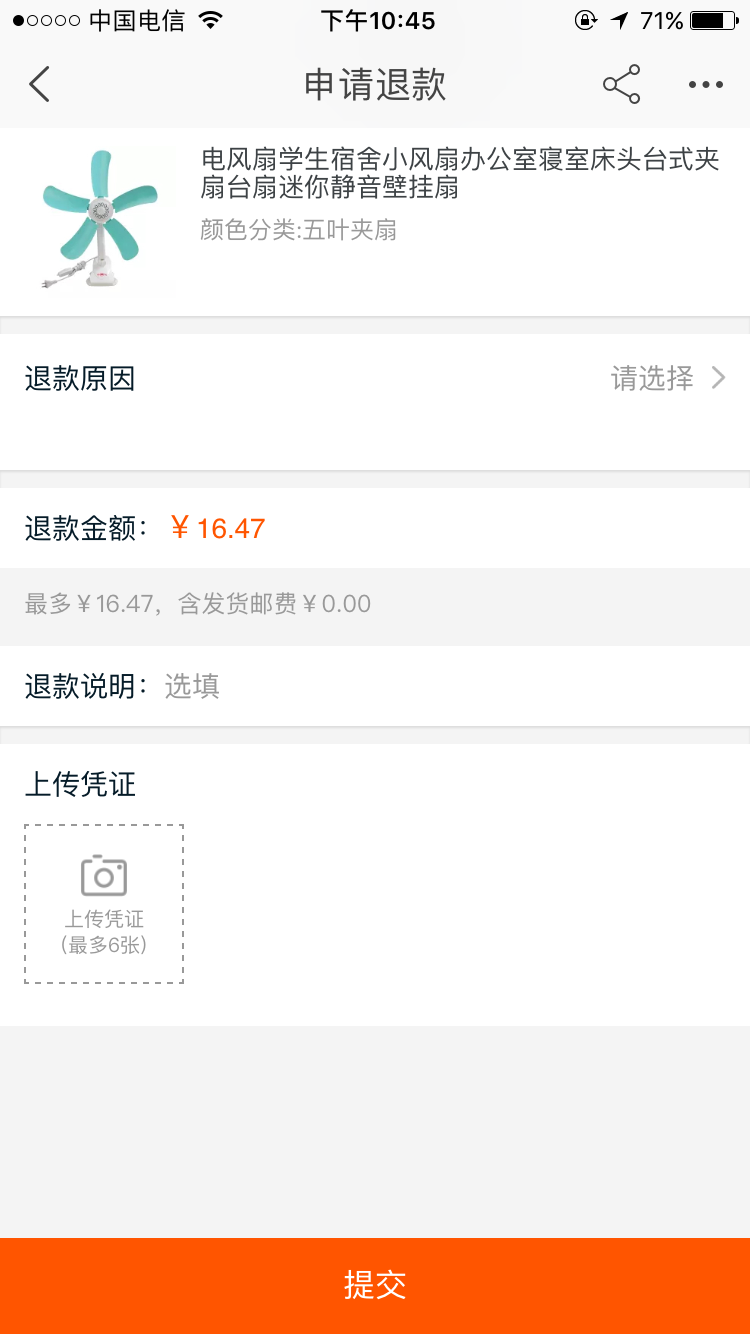 中国电信
下午10:45
71%
申请退款
电风扇学生宿舍小风扇办公室寝室床头台式夹
扇台扇迷你静音壁挂扇
颜色分类:五叶夹扇
退款原因
请选择
退款金额：
¥ 16.47
最多¥16.47，含发货邮费¥0.00
退款说明：
选填
上传凭证
上传凭证
(最多6张)
提交